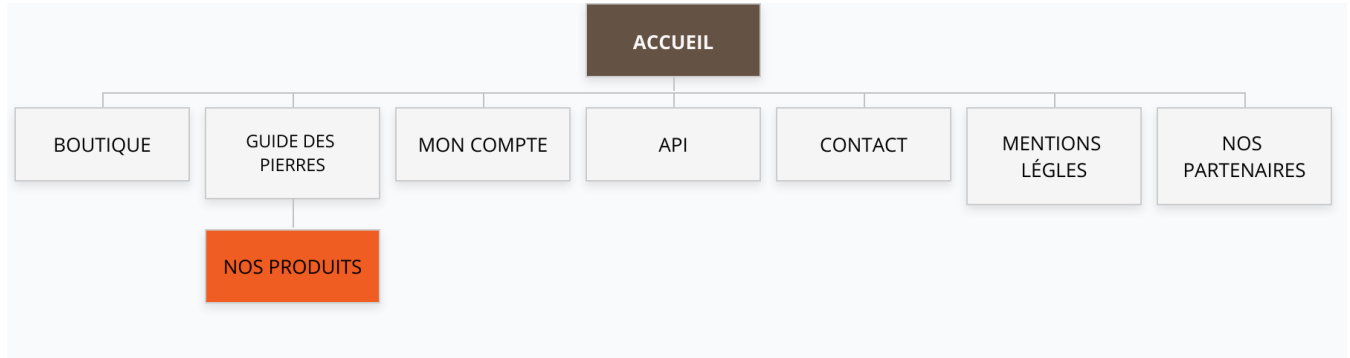 ACCUEIL
BOUTIQUE
GUIDE DES
PIERRES
MON COMPTE
API
CONTACT
MENTIONS
LÉGLES
NOS
PARTENAIRES
NOS PRODUITS